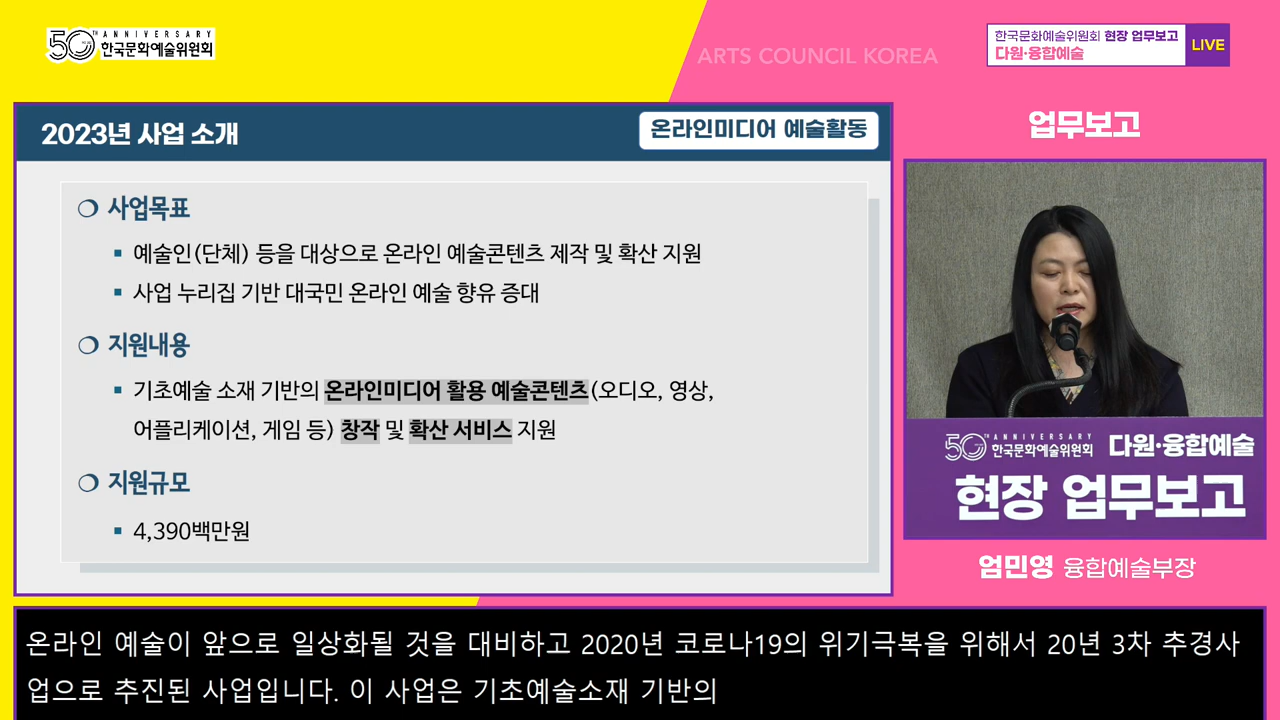 50TH ANNIVERSARY
한국문화예술위원회
ARTS COUNCIL KOREA
한국문화예술위원회 현장 업무보고
다원·융합예술
LIVE
2023년 사업 소개
온라인미디어 예술활동
❍ 사업목표
▪ 예술인(단체) 등을 대상으로 온라인 예술콘텐츠 제작 및 확산 지원
▪ 사업 누리집 기반 대국민 온라인 예술 향유 증대
❍ 지원내용
▪ 기초예술 소재 기반의 온라인미디어 활용 예술콘텐츠(오디오, 영상,
어플리케이션, 게임 등) 창작 및 확산 서비스 지원
❍ 지원규모
▪ 4,390백만원
업무보고
50TH ANNIVERSARY
한국문화예술위원회
다원·융합예술
현장 업무보고
엄민영 융합예술부장
온라인 예술이 앞으로 일상화될 것을 대비하고 2020년 코로나19의 위기극복을 위해서 20년 3차 추경사
업으로 추진된 사업입니다. 이 사업은 기초예술소재 기반의